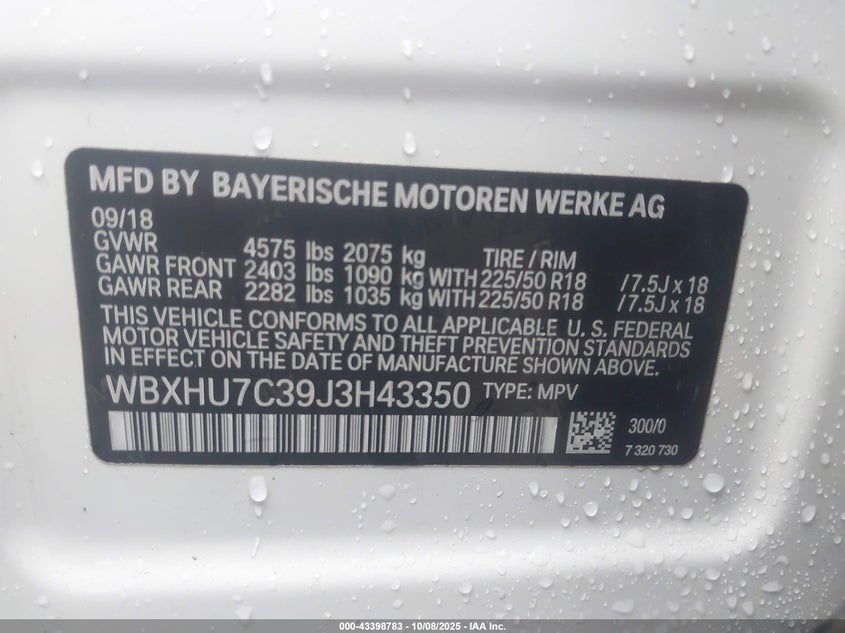 MFD BY BAYERISCHE MOTOREN WERKE AG
09/18
GVWR 4575 lbs 2075 kg TIRE / RIM
GAWR FRONT 2403 lbs 1090 kg WITH 225/50 R18 /7.5J x 18
GAWR REAR 2282 lbs 1035 kg WITH 225/50 R18 /7.5J x 18
THIS VEHICLE CONFORMS TO ALL APPLICABLE U. S. FEDERAL
MOTOR VEHICLE SAFETY AND THEFT PREVENTION STANDARDS
IN EFFECT ON THE DATE OF MANUFACTURE SHOWN ABOVE.
WBXHU7C39J3H43350 TYPE: MPV
300/0
7 320 730
000-43398783 - 10/08/2025 - IAA Inc.